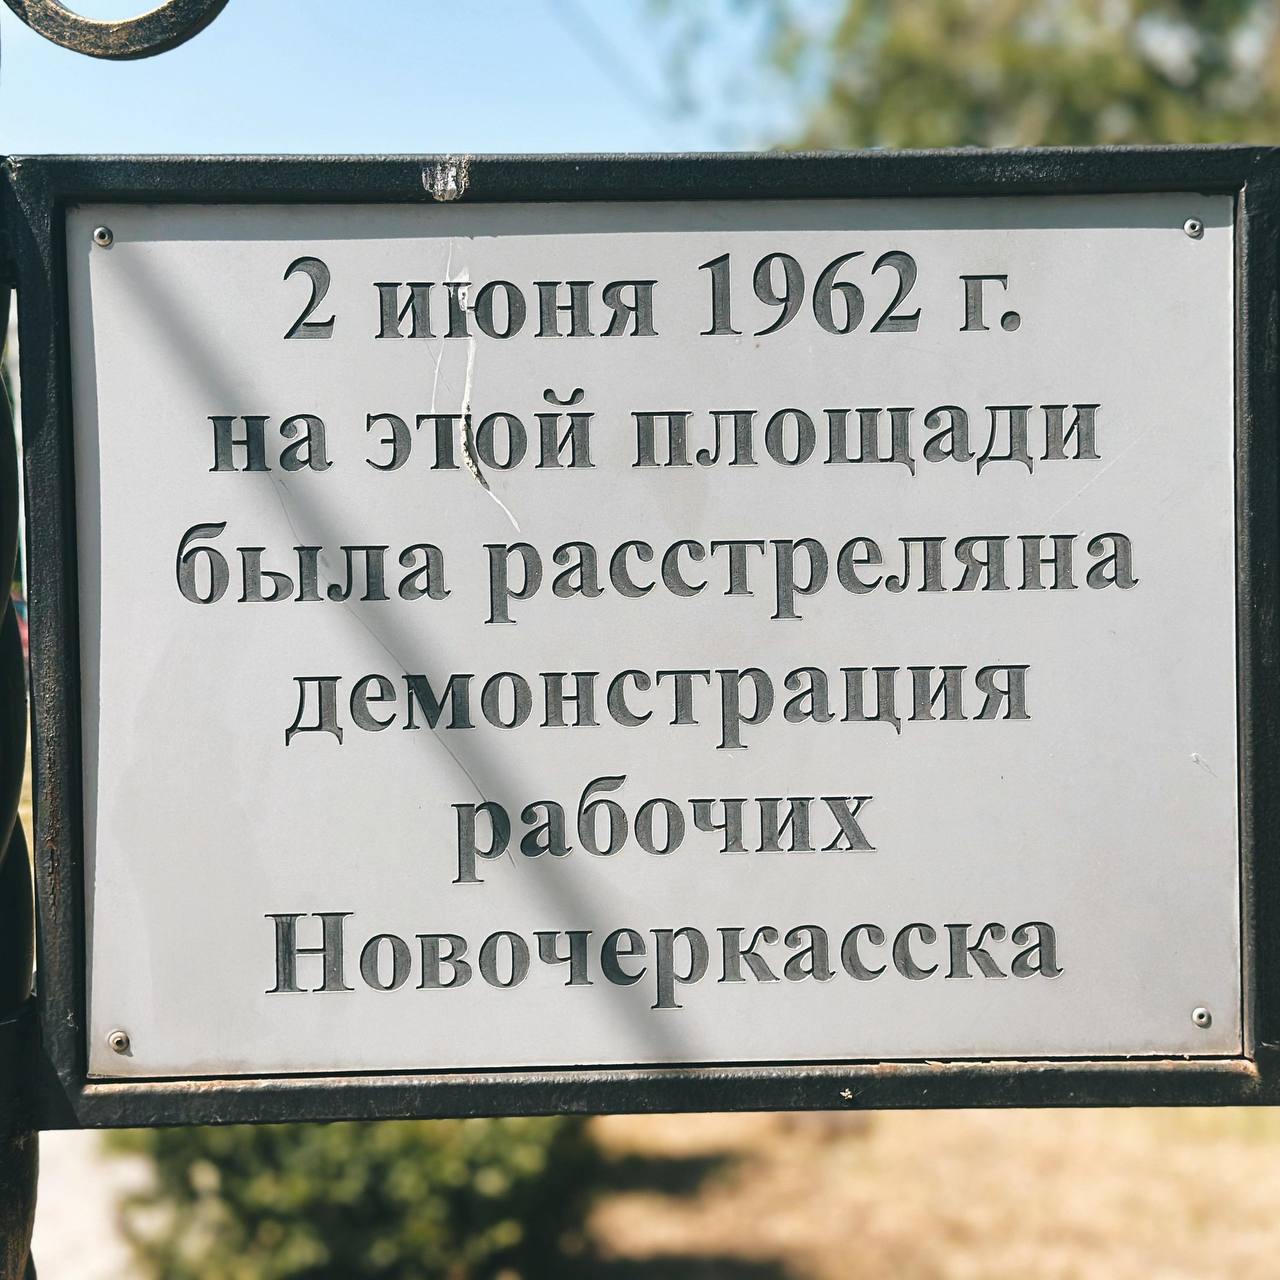 2 июня 1962 г.
на этой площади
была расстреляна
демонстрация
рабочих
Новочеркасска